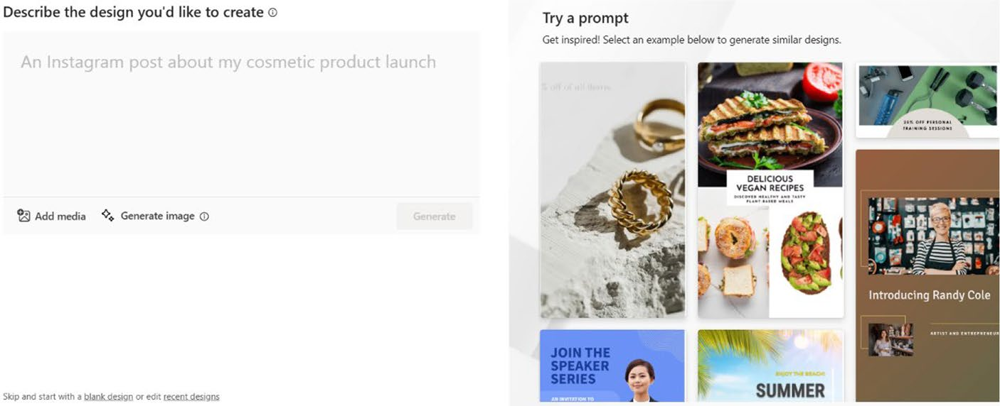 Describe the design you'd like to create
An Instagram post about my cosmetic product launch
Add media
Generate image
Generate
Skip and start with a blank design or edit recent designs
Try a prompt
Get inspired! Select an example below to generate similar designs.
% off of all items
DELICIOUS
VEGAN RECIPES
DISCOVER HEALTHY AND TASTY
PLANT BASED MEALS
25% OFF PERSONAL
TRAINING SESSIONS
Introducing Randy Cole
ARTIST AND ENTREPRENEUR
JOIN THE
SPEAKER
SERIES
AN INVITATION TO
ENJOY THE BEACH!
SUMMER